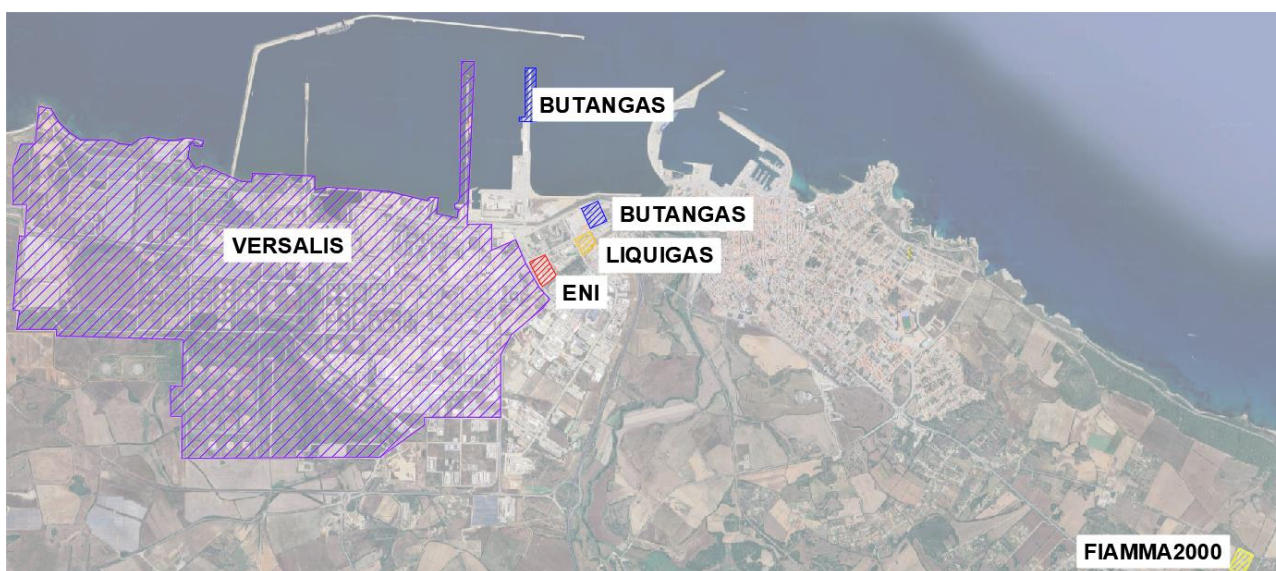 BUTANGAS
BUTANGAS
VERSALIS
LIQUIGAS
ENI
FIAMMA2000